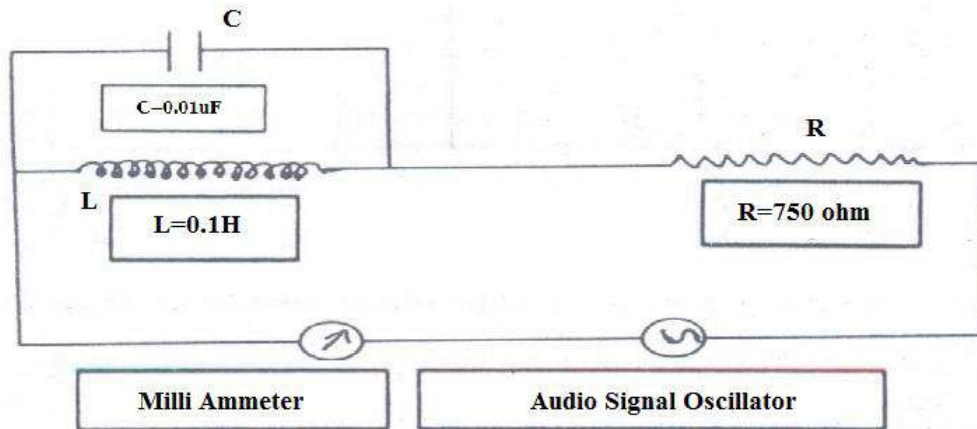 C
C=0.01uF
R
L
L=0.1H
R=750 ohm
Milli Ammeter
Audio Signal Oscillator